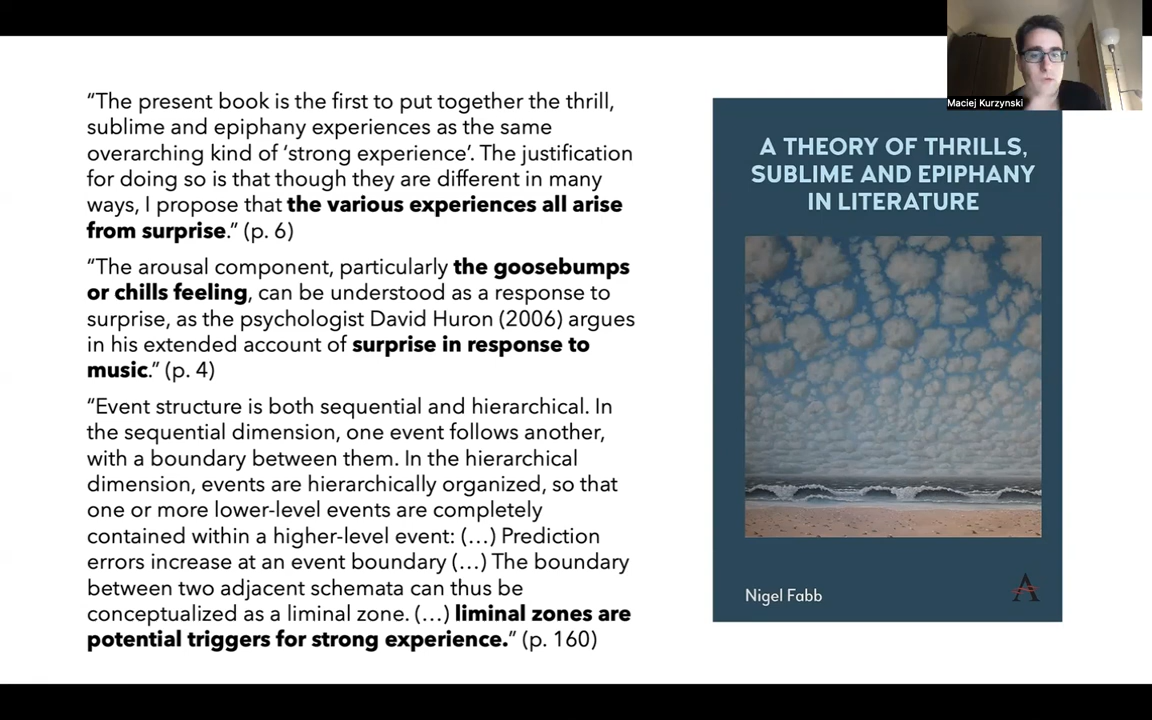 “The present book is the first to put together the thrill,
sublime and epiphany experiences as the same
overarching kind of ‘strong experience’. The justification
for doing so is that though they are different in many
ways, I propose that the various experiences all arise
from surprise.” (p. 6)
“The arousal component, particularly the goosebumps
or chills feeling, can be understood as a response to
surprise, as the psychologist David Huron (2006) argues
in his extended account of surprise in response to
music.” (p. 4)
“Event structure is both sequential and hierarchical. In
the sequential dimension, one event follows another,
with a boundary between them. In the hierarchical
dimension, events are hierarchically organized, so that
one or more lower-level events are completely
contained within a higher-level event: (…) Prediction
errors increase at an event boundary (…) The boundary
between two adjacent schemata can thus be
conceptualized as a liminal zone. (…) liminal zones are
potential triggers for strong experience.” (p. 160)
Maciej Kurzynski
A THEORY OF THRILLS,
SUBLIME AND EPIPHANY
IN LITERATURE
Nigel Fabb